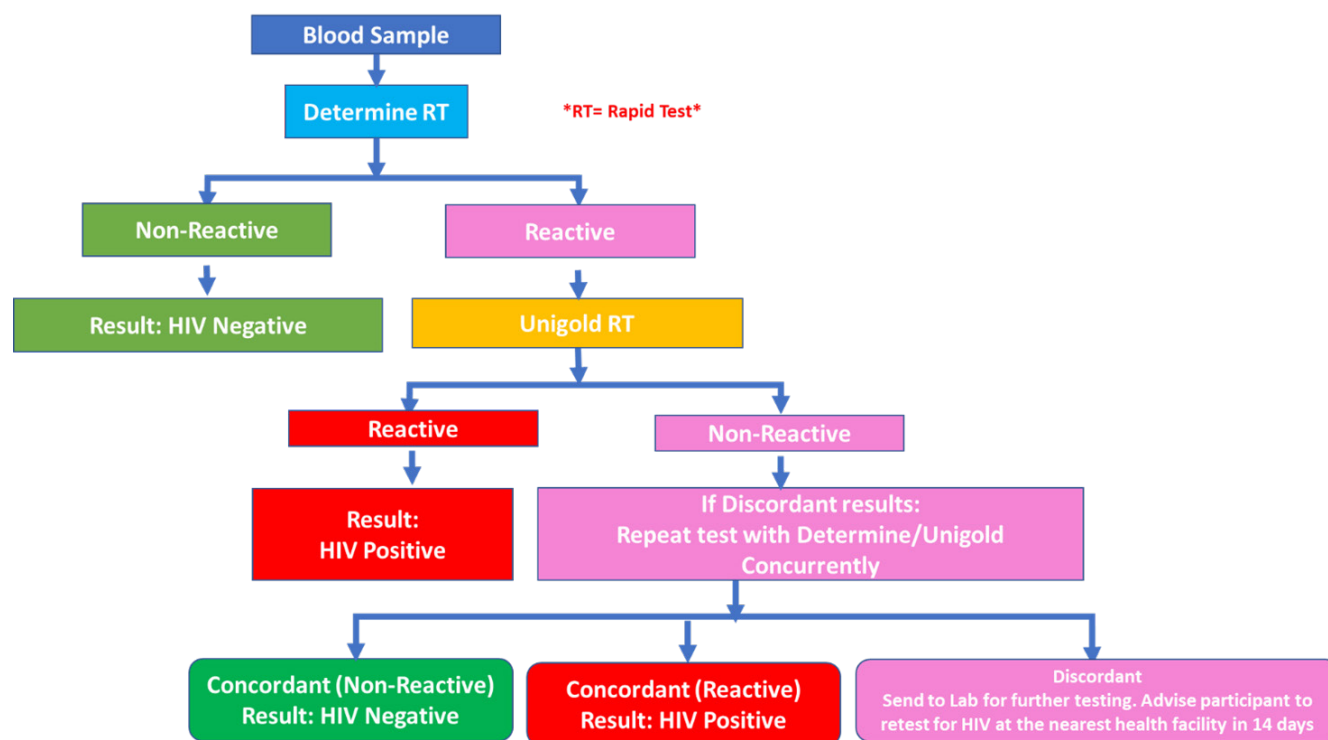 Blood Sample
Determine RT
*RT= Rapid Test*
Non-Reactive
Reactive
Result: HIV Negative
Unigold RT
Reactive
Non-Reactive
Result:
HIV Positive
If Discordant results:
Repeat test with Determine/Unigold
Concurrently
Concordant (Non-Reactive)
Result: HIV Negative
Concordant (Reactive)
Result: HIV Positive
Discordant
Send to Lab for further testing. Advise participant to
retest for HIV at the nearest health facility in 14 days